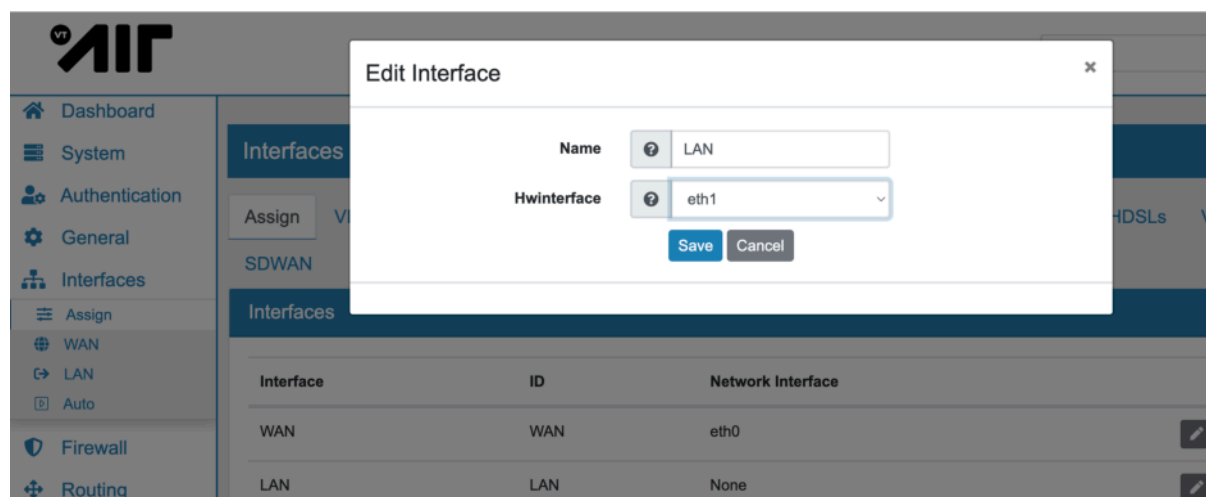 VT AIR
Edit Interface
×
Dashboard
System
Authentication
General
Interfaces
Assign
WAN
LAN
Auto
Firewall
Routing
Interfaces
Assign
SDWAN
Name
LAN
Hwinterface
eth1
Save Cancel
Interfaces
Interface ID Network Interface
WAN WAN eth0
LAN LAN None